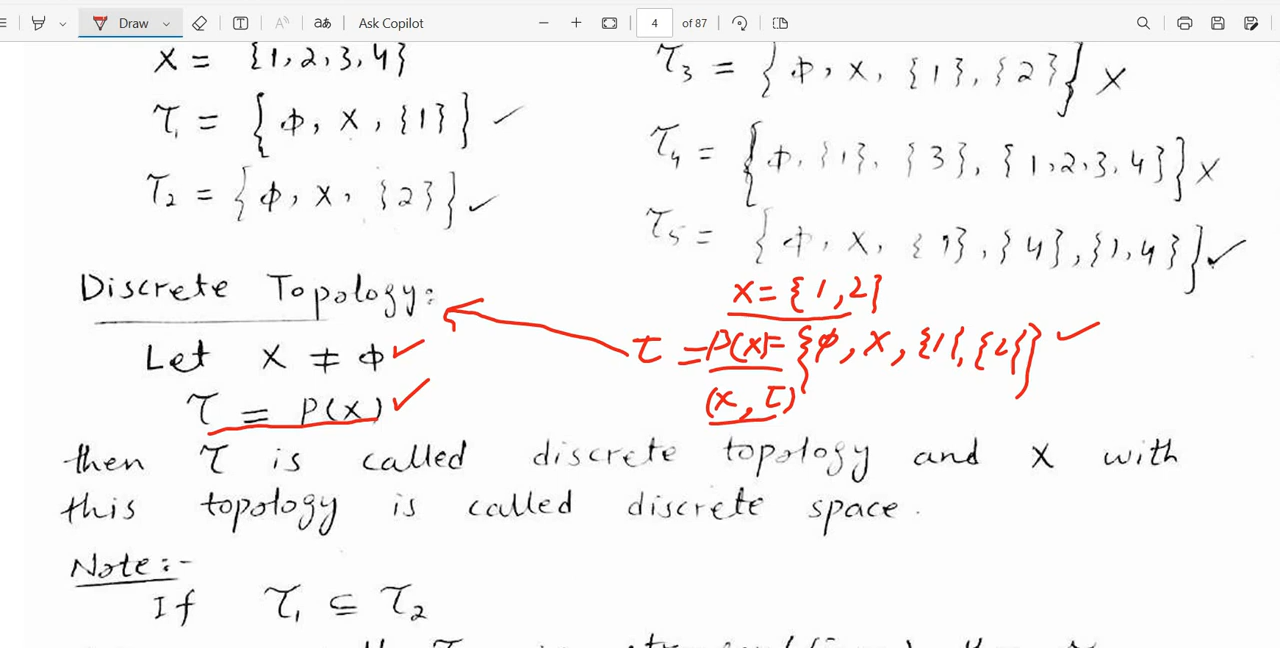 Draw
Ask Copilot
4 of 87
X = {1,2,3,4}
τ₁ = {φ, X, {1}} ✓
τ₂ = {φ, X, {2}} ✓
τ₃ = {φ, X, {1}, {2}} X
τ₄ = {φ, {1}, {3}, {1,2,3,4}} X
τ₅ = {φ, X, {1}, {4}, {1,4}} ✓
Discrete Topology:
Let X ≠ φ ✓
τ = P(X) ✓
X = {1,2}
τ = P(X) = {φ, X, {1}, {2}} ✓
(X, τ)
then τ is called discrete topology and X with
this topology is called discrete space.
Note:-
If τ₁ ⊆ τ₂